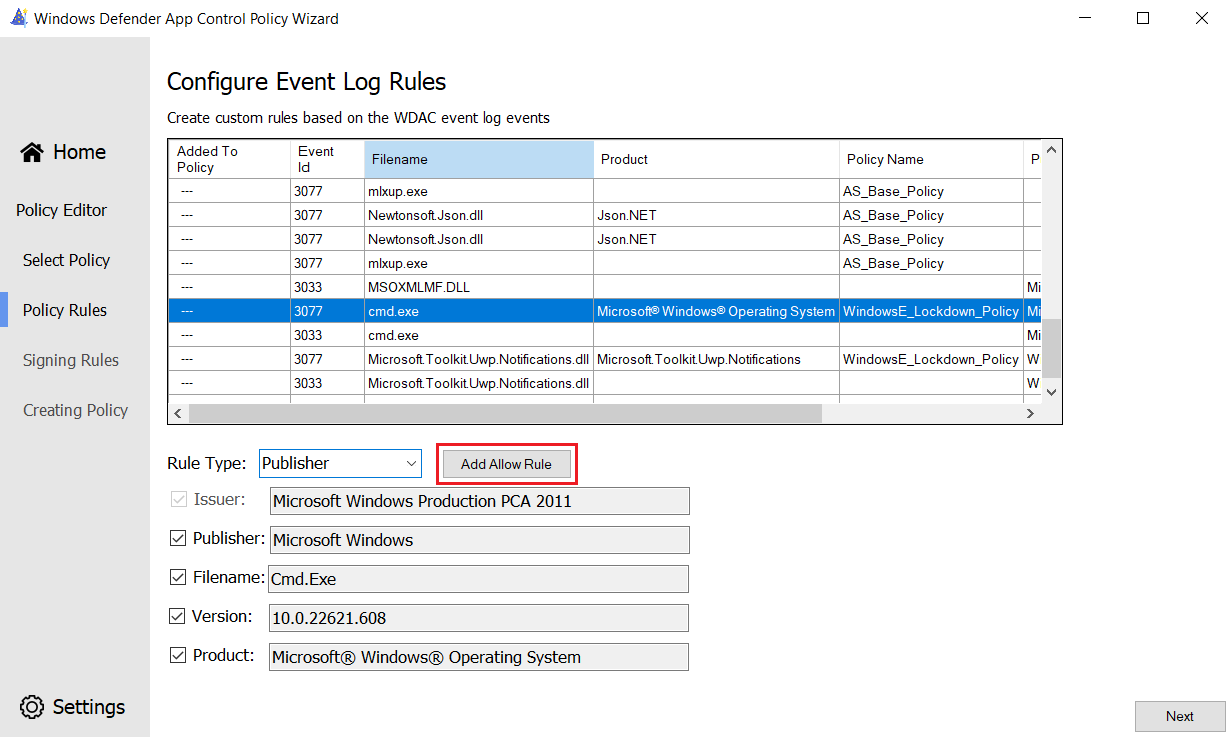 Windows Defender App Control Policy Wizard
Home
Policy Editor
Select Policy
Policy Rules
Signing Rules
Creating Policy
Settings
Configure Event Log Rules
Create custom rules based on the WDAC event log events
Added To Policy Event Id Filename Product Policy Name P
--- 3077 mlxup.exe AS_Base_Policy
--- 3077 Newtonsoft.Json.dll Json.NET AS_Base_Policy
--- 3077 Newtonsoft.Json.dll Json.NET AS_Base_Policy
--- 3077 mlxup.exe AS_Base_Policy
--- 3033 MSOXMLMF.DLL Mi
--- 3077 cmd.exe Microsoft® Windows® Operating System WindowsE_Lockdown_Policy Mi
--- 3033 cmd.exe Mi
--- 3077 Microsoft.Toolkit.Uwp.Notifications.dll Microsoft.Toolkit.Uwp.Notifications WindowsE_Lockdown_Policy W
--- 3033 Microsoft.Toolkit.Uwp.Notifications.dll W
Rule Type: Publisher Add Allow Rule
Issuer: Microsoft Windows Production PCA 2011
Publisher: Microsoft Windows
Filename: Cmd.Exe
Version: 10.0.22621.608
Product: Microsoft® Windows® Operating System
Next